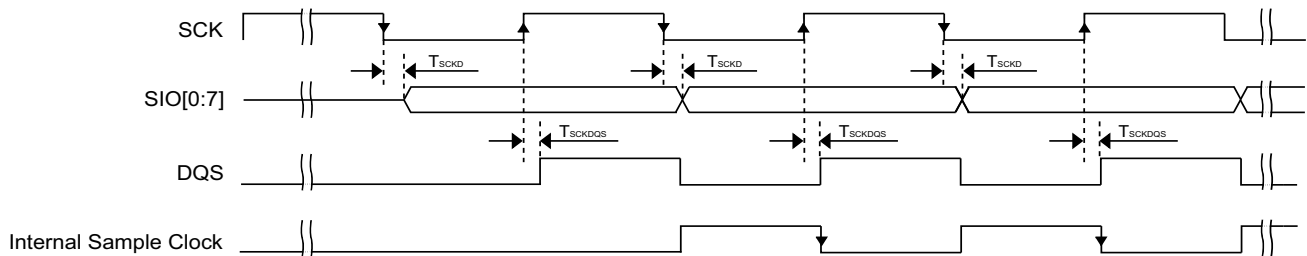 SCK
TSCKD TSCKD TSCKD
SIO[0:7]
TSCKDQS TSCKDQS TSCKDQS
DQS
Internal Sample Clock